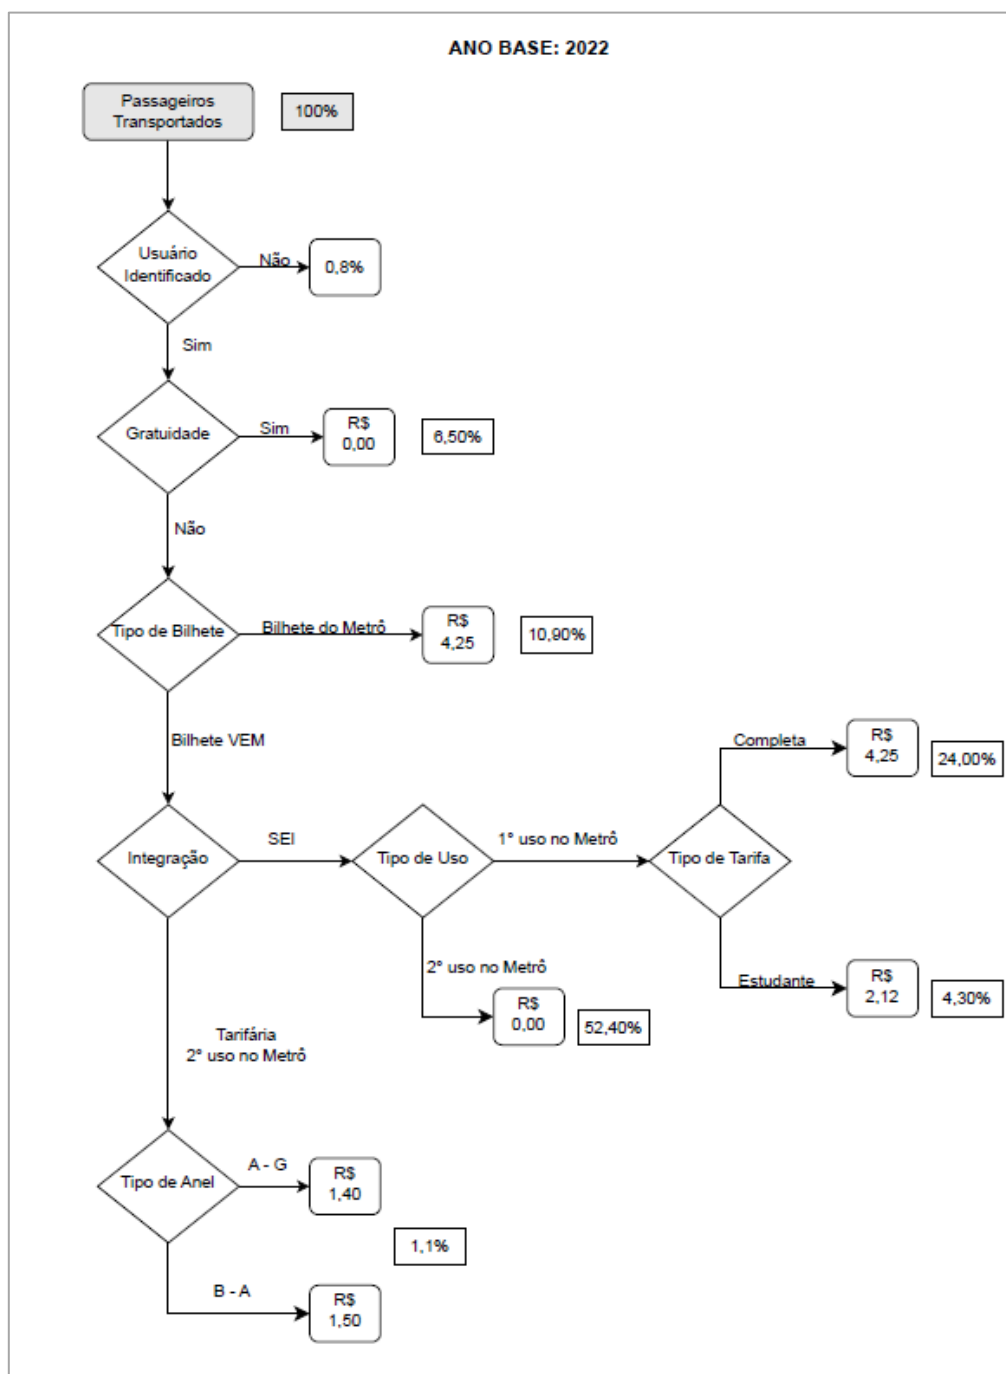 ANO BASE: 2022
Passageiros
Transportados
100%
Usuário
Identificado
Não
0,8%
Sim
Gratuidade
Sim
R$
0,00
6,50%
Não
Tipo de Bilhete
Bilhete do Metrô
R$
4,25
10,90%
Bilhete VEM
Completa
R$
4,25
24,00%
Integração
SEI
Tipo de Uso
1° uso no Metrô
Tipo de Tarifa
2° uso no Metrô
R$
0,00
52,40%
Estudante
R$
2,12
4,30%
Tarifária
2° uso no Metrô
Tipo de Anel
A - G
R$
1,40
1,1%
B - A
R$
1,50